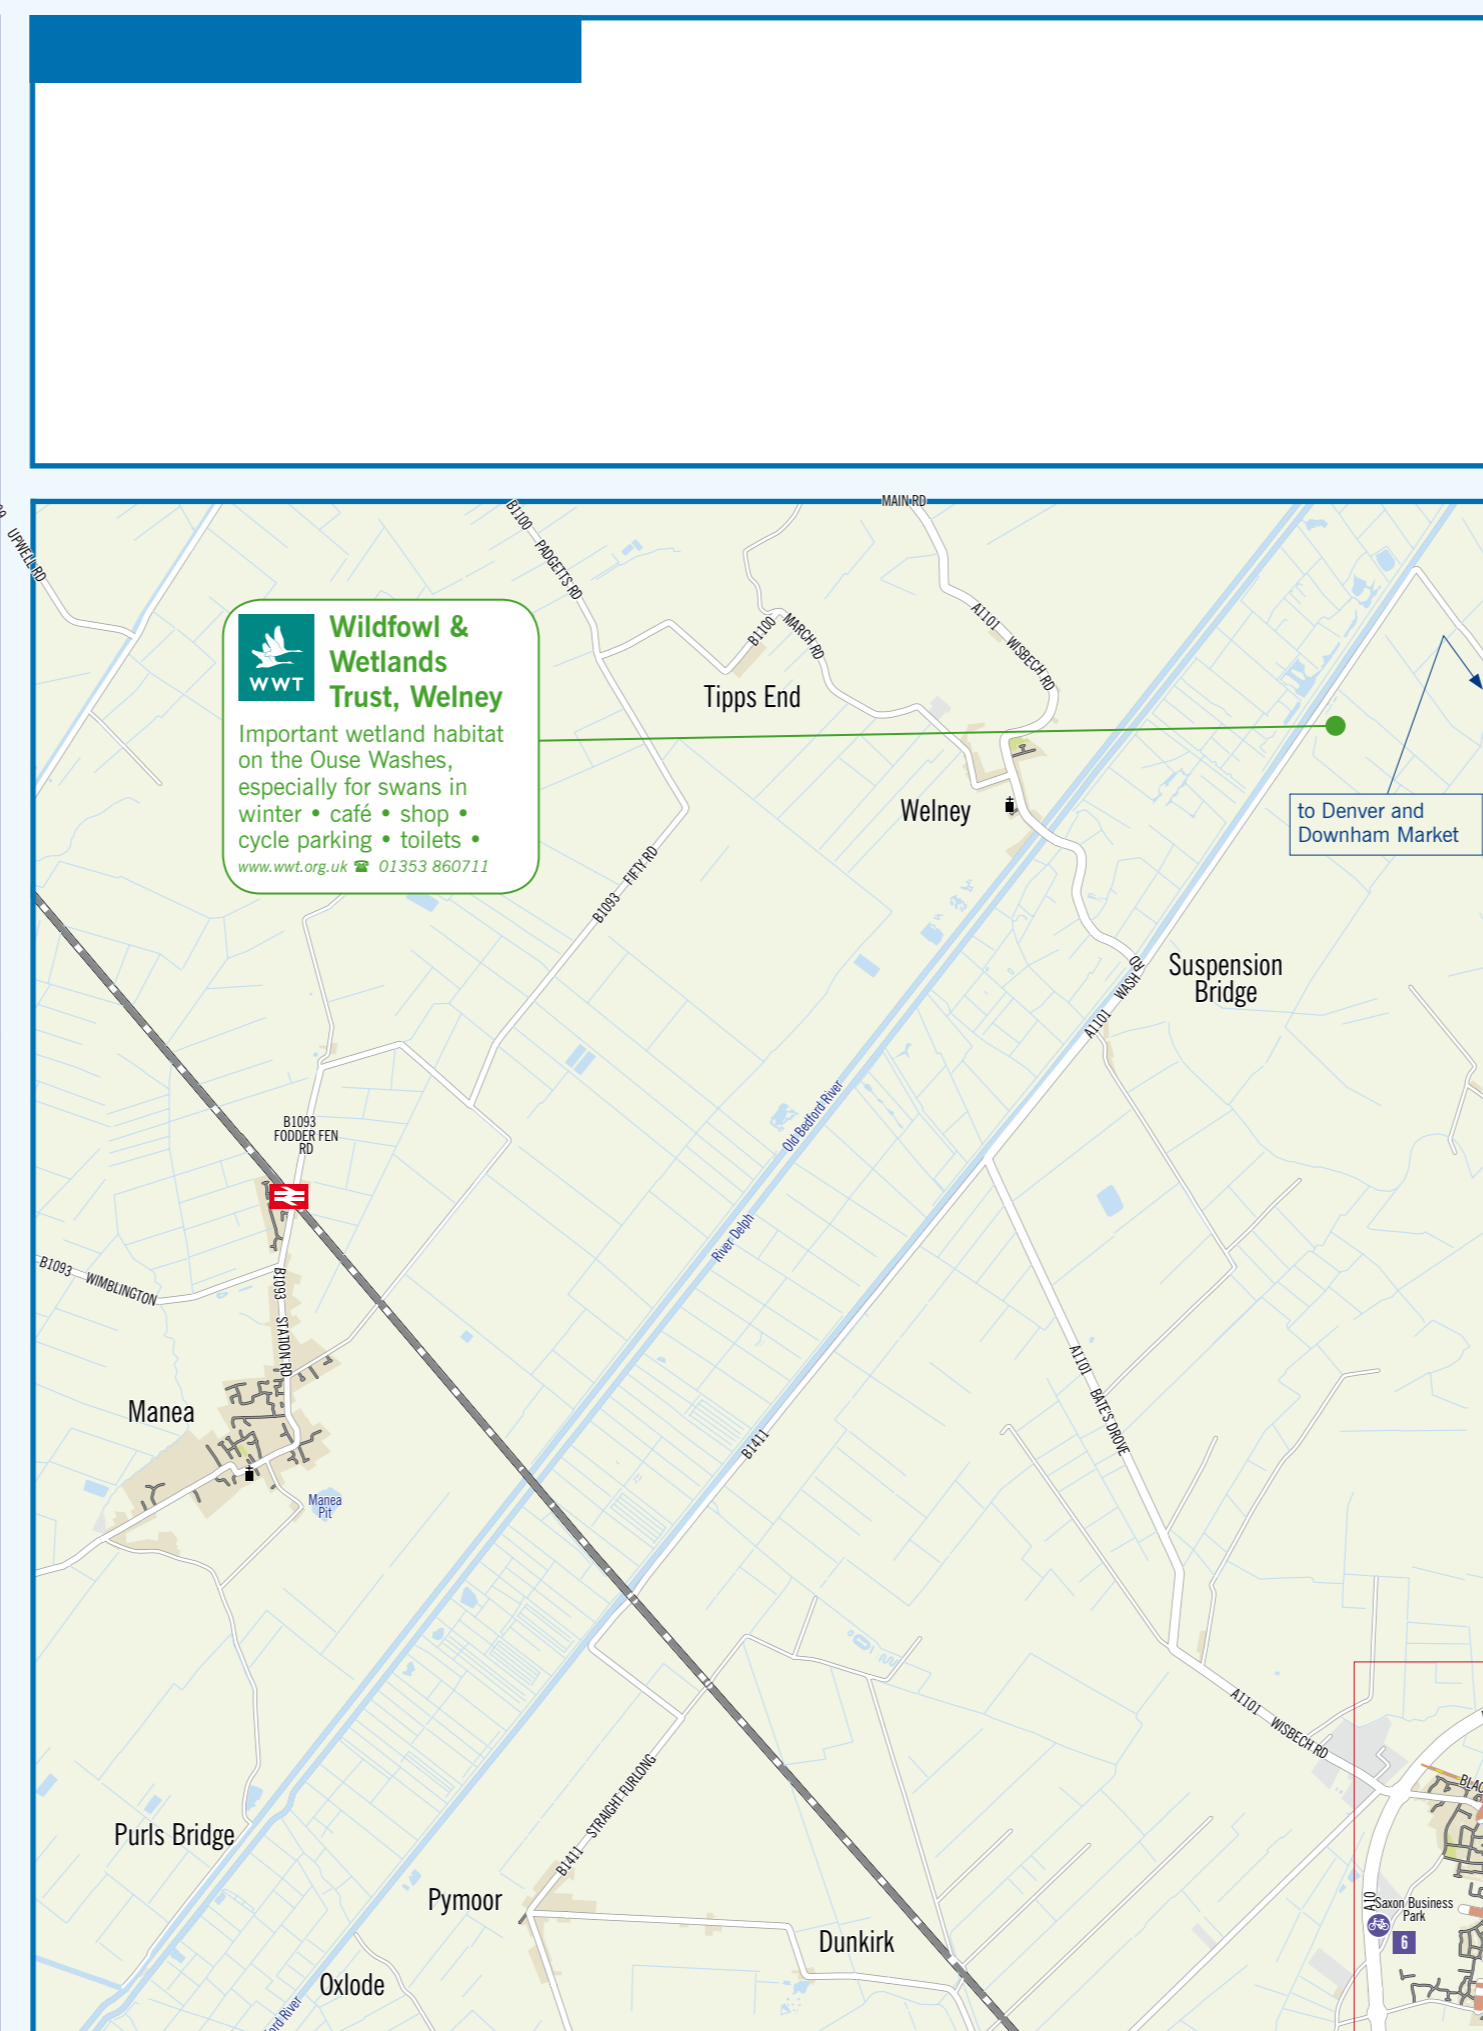 MAIN RD
UPWELL RD
B1100 PADGETTS RD
B1100 MARCH RD
A1101 WISBECH RD
WWT
Wildfowl &
Wetlands
Trust, Welney
Important wetland habitat
on the Ouse Washes,
especially for swans in
winter • café • shop •
cycle parking • toilets •
www.wwt.org.uk ☎ 01353 860711
Tipps End
Welney
to Denver and
Downham Market
B1093 FIFTY RD
Suspension
Bridge
A1101 WASH RD
B1093
FODDER FEN
RD
Old Bedford River
River Delph
B1093 WIMBLINGTON
B1093 STATION RD
Manea
Manea
Pit
B1411
A1101 BATE'S DROVE
A1101 WISBECH RD
B1411 STRAIGHT FURLONG
Purls Bridge
Pymoor
Dunkirk
Oxlode
A10
Saxon Business
Park
6